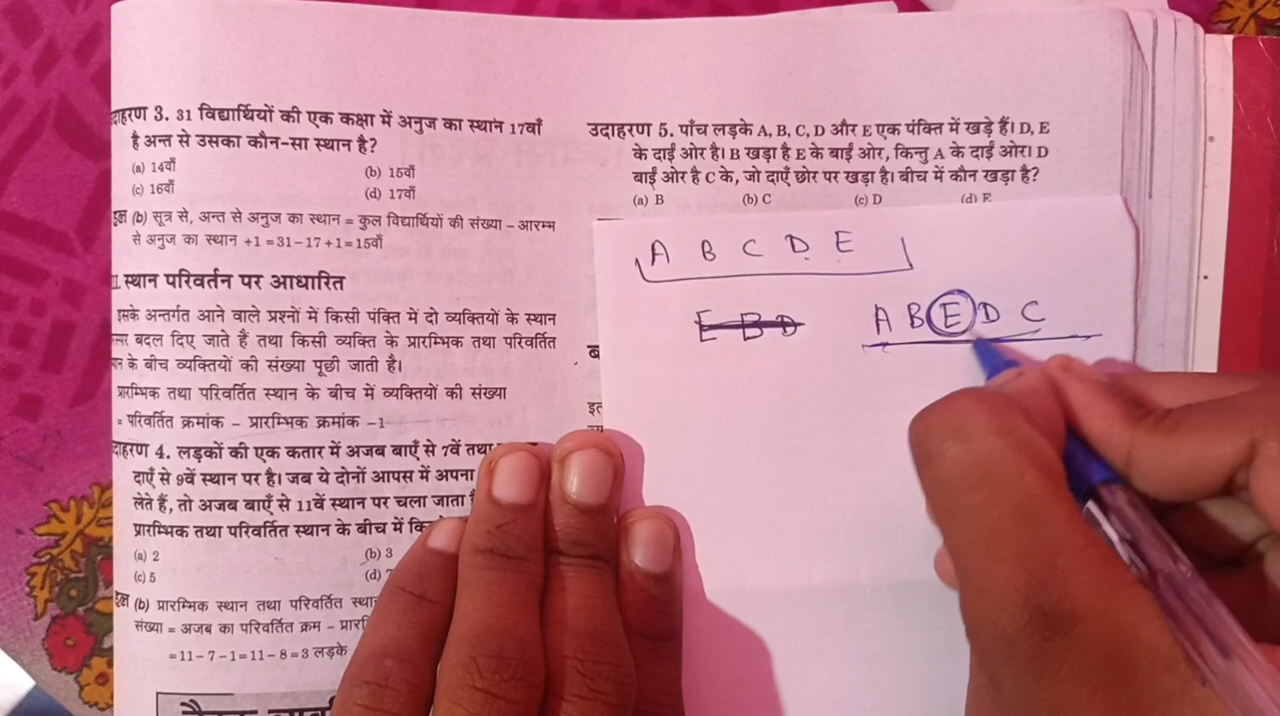 उदाहरण 3. 31 विद्यार्थियों की एक कक्षा में अनुज का स्थान 17वाँ
है अन्त से उसका कौन-सा स्थान है?
(a) 14वाँ (b) 15वाँ
(c) 16वाँ (d) 17वाँ
हल (b) सूत्र से, अन्त से अनुज का स्थान = कुल विद्यार्थियों की संख्या – आरम्भ
से अनुज का स्थान +1 = 31 – 17 + 1 = 15वाँ
स्थान परिवर्तन पर आधारित
इसके अन्तर्गत आने वाले प्रश्नों में किसी पंक्ति में दो व्यक्तियों के स्थान
बदल दिए जाते हैं तथा किसी व्यक्ति के प्रारम्भिक तथा परिवर्तित
के बीच व्यक्तियों की संख्या पूछी जाती है।
प्रारम्भिक तथा परिवर्तित स्थान के बीच में व्यक्तियों की संख्या
= परिवर्तित क्रमांक – प्रारम्भिक क्रमांक –1
उदाहरण 4. लड़कों की एक कतार में अजब बाएँ से 7वें तथा
दाएँ से 9वें स्थान पर है। जब ये दोनों आपस में अपना
लेते हैं, तो अजब बाएँ से 11वें स्थान पर चला जाता
प्रारम्भिक तथा परिवर्तित स्थान के बीच में
(a) 2 (b) 3
(c) 5 (d)
हल (b) प्रारम्भिक स्थान तथा परिवर्तित
संख्या = अजब का परिवर्तित क्रम –
= 11 – 7 – 1 = 11 – 8 = 3 लड़के
उदाहरण 5. पाँच लड़के A, B, C, D और E एक पंक्ति में खड़े हैं। D, E
के दाईं ओर है। B खड़ा है E के बाईं ओर, किन्तु A के दाईं ओर। D
बाईं ओर है C के, जो दाएँ छोर पर खड़ा है। बीच में कौन खड़ा है?
(a) B (b) C (c) D (d) E
A B C D E
E B D A B E D C